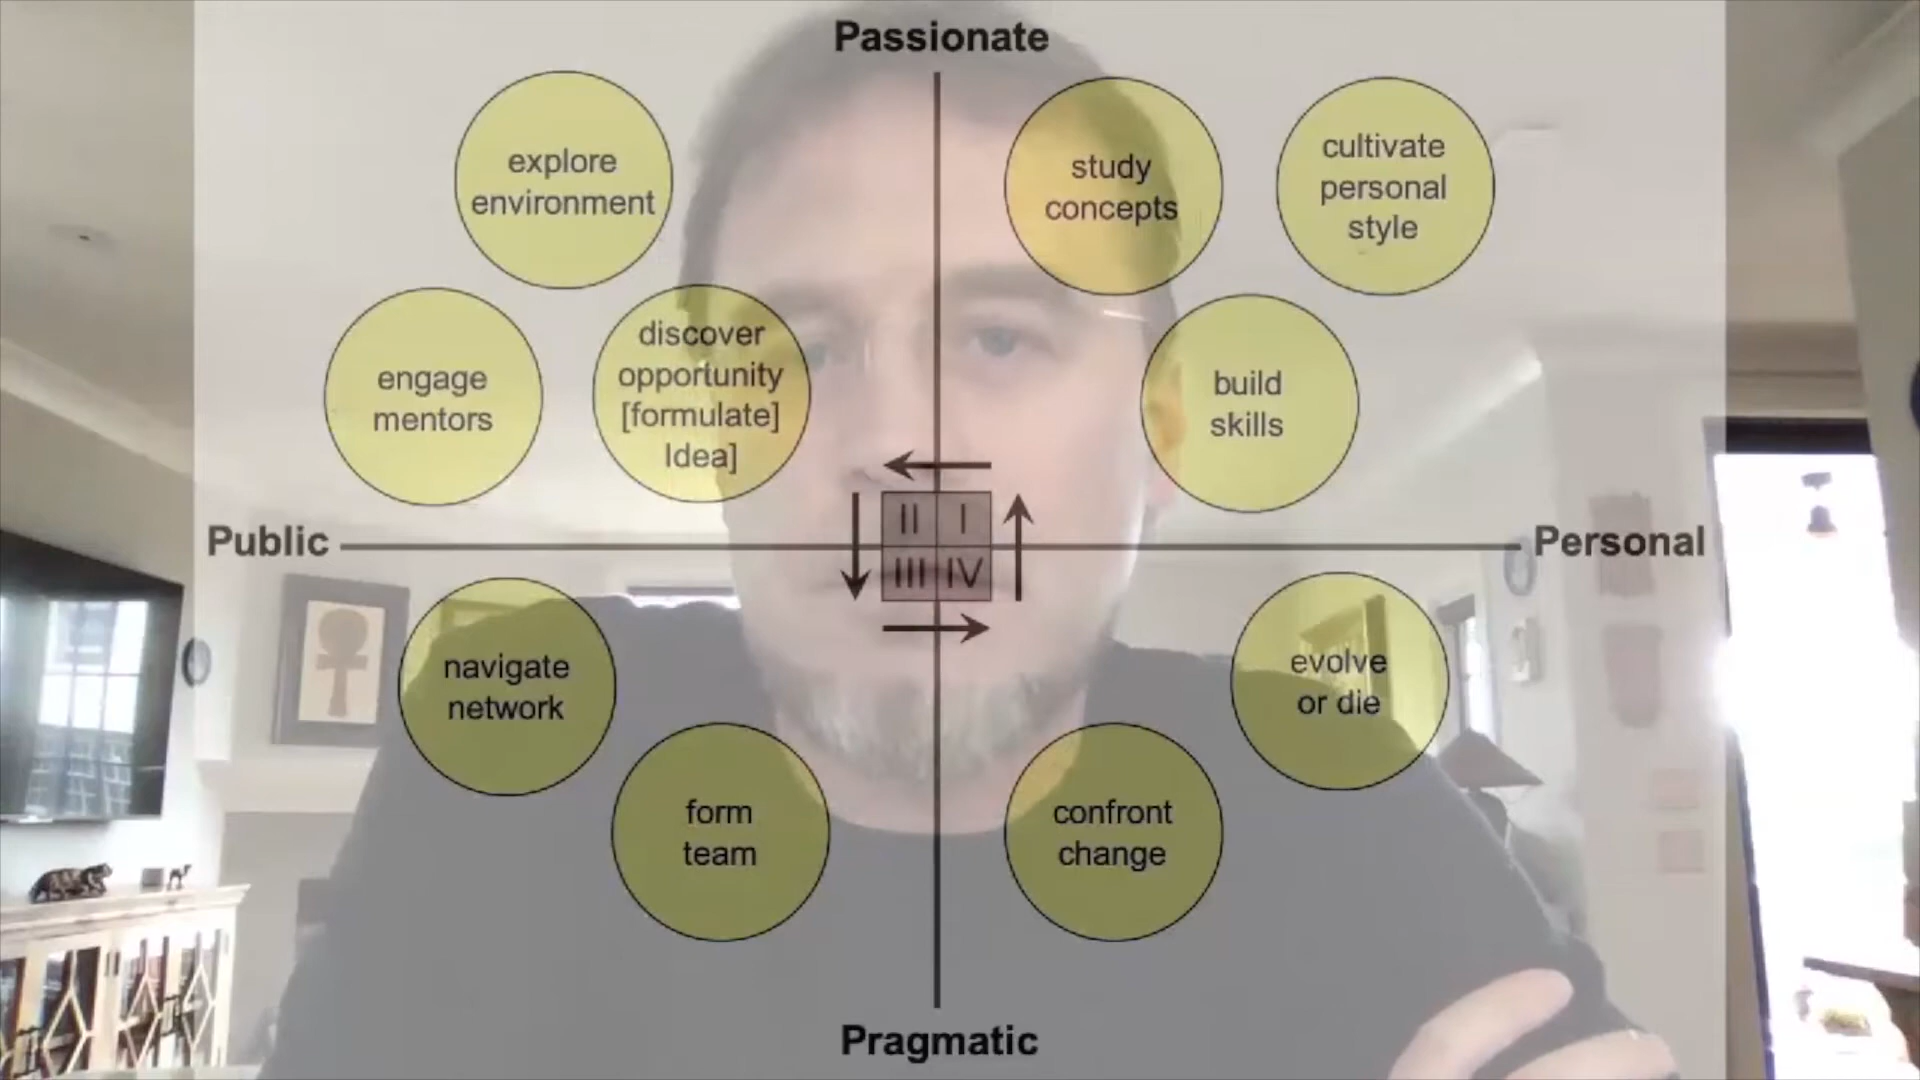 Passionate
explore
environment
study
concepts
cultivate
personal
style
engage
mentors
discover
opportunity
[formulate]
Idea]
build
skills
II I
III IV
Public
Personal
navigate
network
form
team
confront
change
evolve
or die
Pragmatic